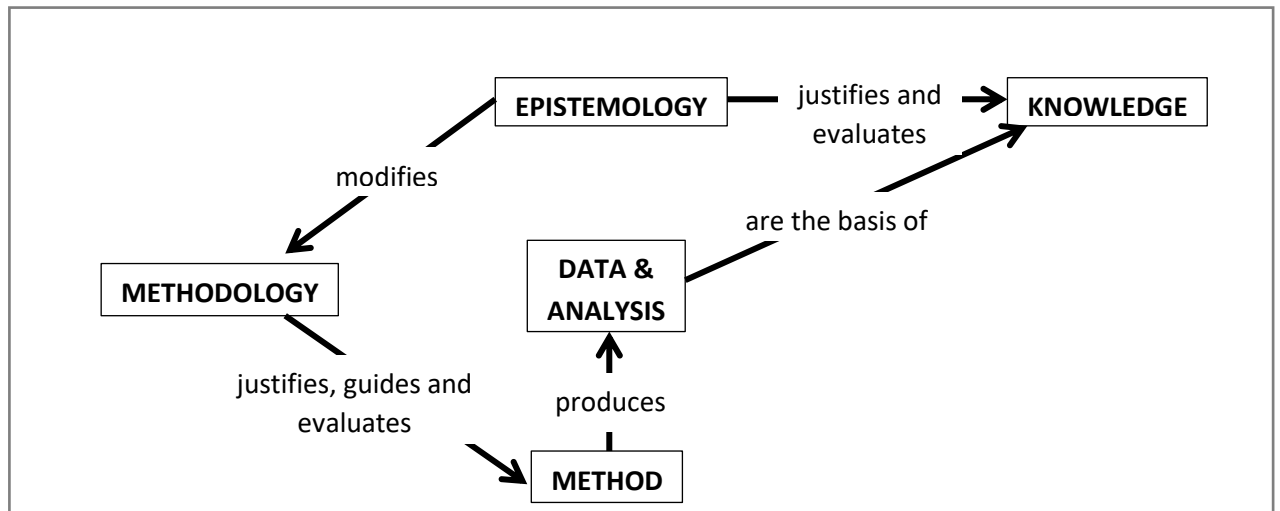 EPISTEMOLOGY
justifies and
evaluates
KNOWLEDGE
modifies
are the basis of
METHODOLOGY
DATA &
ANALYSIS
justifies, guides and
evaluates
produces
METHOD